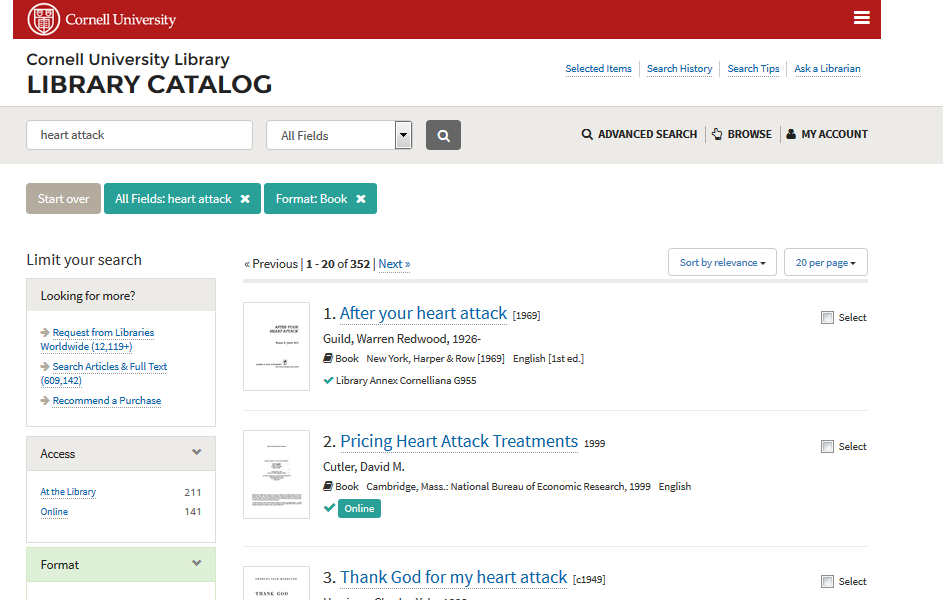 Cornell University
Cornell University Library
LIBRARY CATALOG
Selected Items
Search History
Search Tips
Ask a Librarian
heart attack
All Fields
ADVANCED SEARCH
BROWSE
MY ACCOUNT
Start over
All Fields: heart attack ✖
Format: Book ✖
Limit your search
Looking for more?
Request from Libraries
Worldwide (12,119+)
Search Articles & Full Text
(609,142)
Recommend a Purchase
Access
At the Library 211
Online 141
Format
« Previous | 1 - 20 of 352 | Next »
Sort by relevance
20 per page
AFTER YOUR
HEART ATTACK
1. After your heart attack [1969]
Select
Guild, Warren Redwood, 1926-
Book New York, Harper & Row [1969] English [1st ed.]
Library Annex Cornelliana G955
2. Pricing Heart Attack Treatments 1999
Select
Cutler, David M.
Book Cambridge, Mass.: National Bureau of Economic Research, 1999 English
Online
THANK GOD
3. Thank God for my heart attack [c1949]
Select